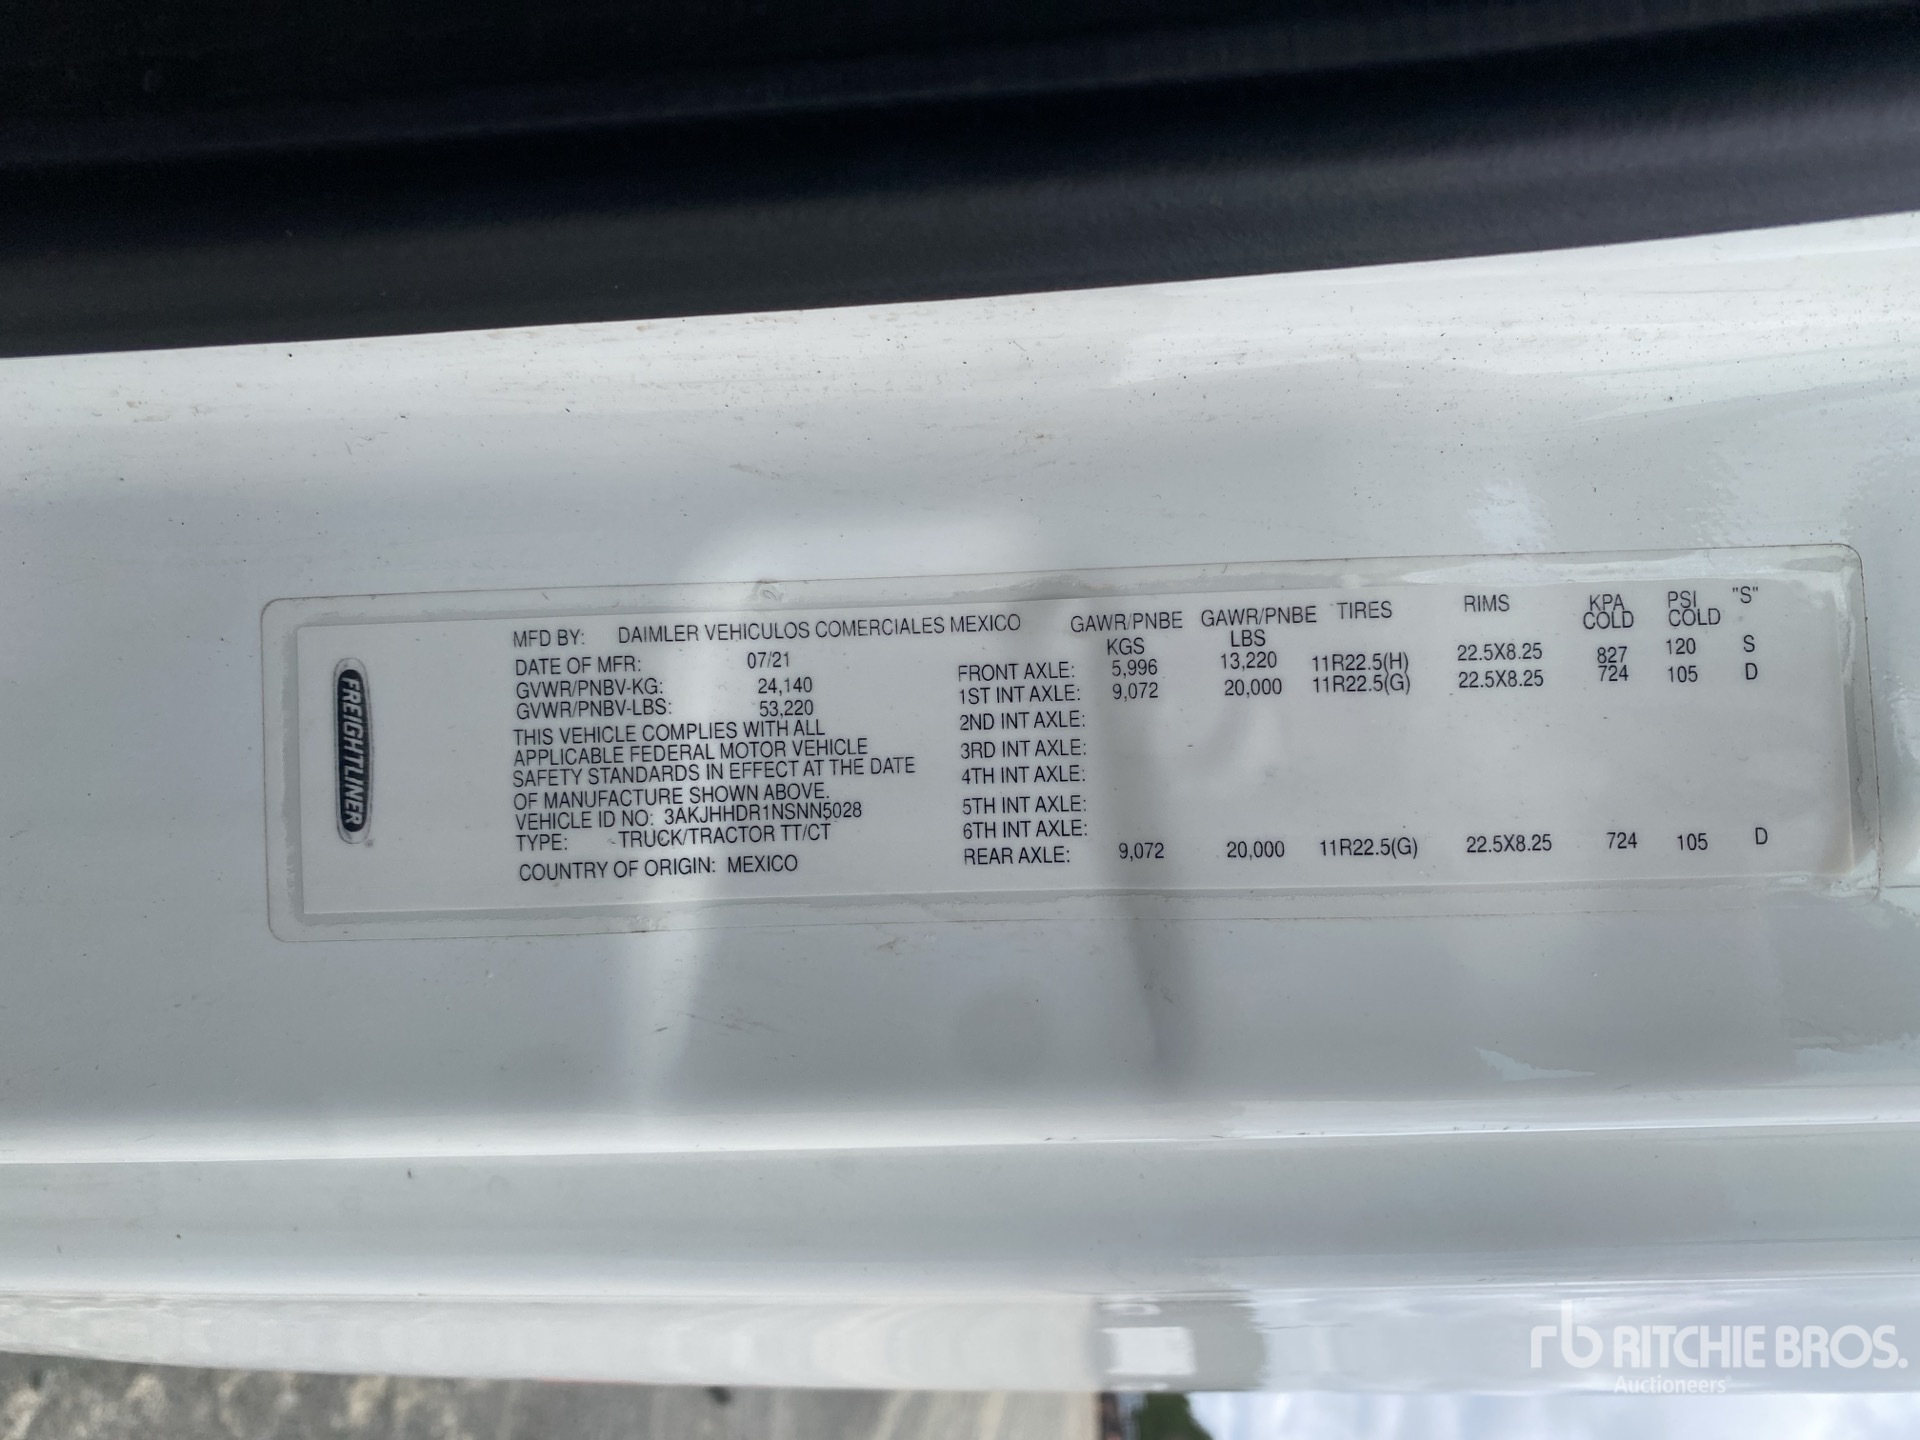 FREIGHTLINER
MFD BY: DAIMLER VEHICULOS COMERCIALES MEXICO
DATE OF MFR: 07/21
GVWR/PNBV-KG: 24,140
GVWR/PNBV-LBS: 53,220
THIS VEHICLE COMPLIES WITH ALL
APPLICABLE FEDERAL MOTOR VEHICLE
SAFETY STANDARDS IN EFFECT AT THE DATE
OF MANUFACTURE SHOWN ABOVE.
VEHICLE ID NO: 3AKJHHDR1NSNN5028
TYPE: TRUCK/TRACTOR TT/CT
COUNTRY OF ORIGIN: MEXICO
GAWR/PNBE GAWR/PNBE TIRES RIMS KPA PSI "S"
KGS LBS COLD COLD
FRONT AXLE: 5,996 13,220 11R22.5(H) 22.5X8.25 827 120 S
1ST INT AXLE: 9,072 20,000 11R22.5(G) 22.5X8.25 724 105 D
2ND INT AXLE:
3RD INT AXLE:
4TH INT AXLE:
5TH INT AXLE:
6TH INT AXLE:
REAR AXLE: 9,072 20,000 11R22.5(G) 22.5X8.25 724 105 D
rb RITCHIE BROS.
Auctioneers